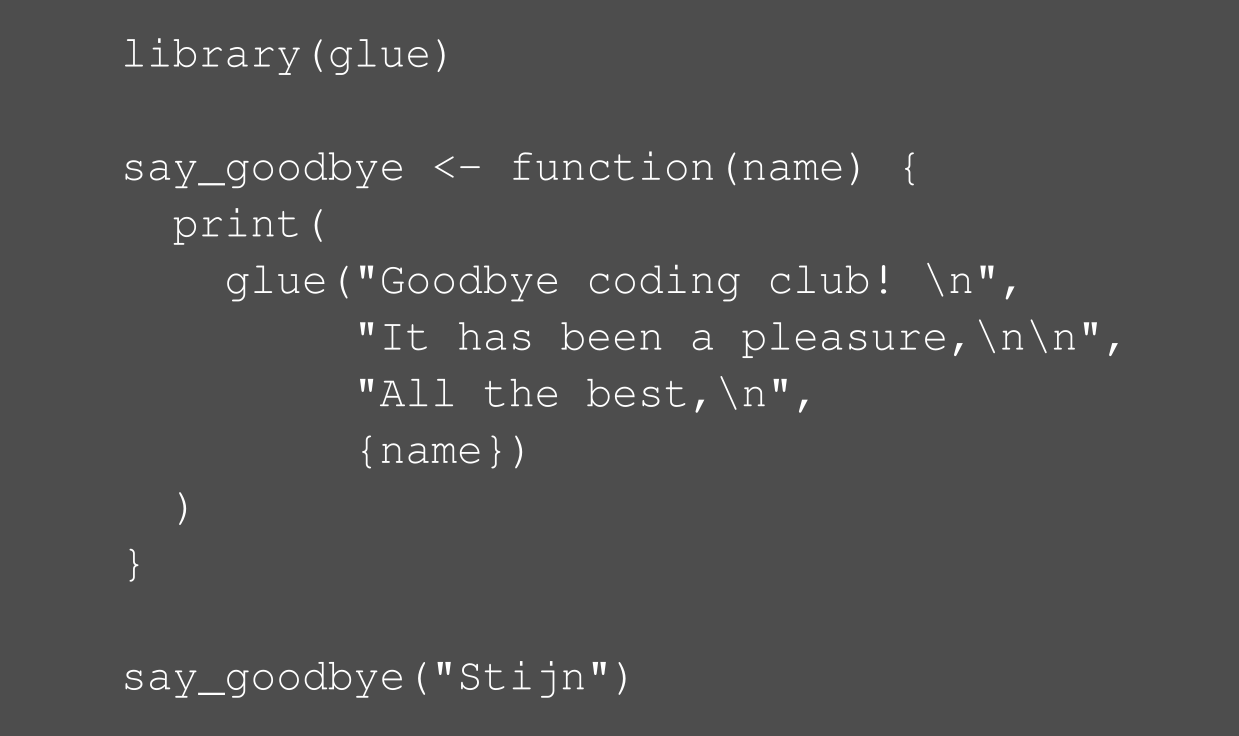 library(glue)

say_goodbye <- function(name) {
  print(
    glue("Goodbye coding club! \n",
         "It has been a pleasure,\n\n",
         "All the best,\n",
         {name})
  )
}

say_goodbye("Stijn")